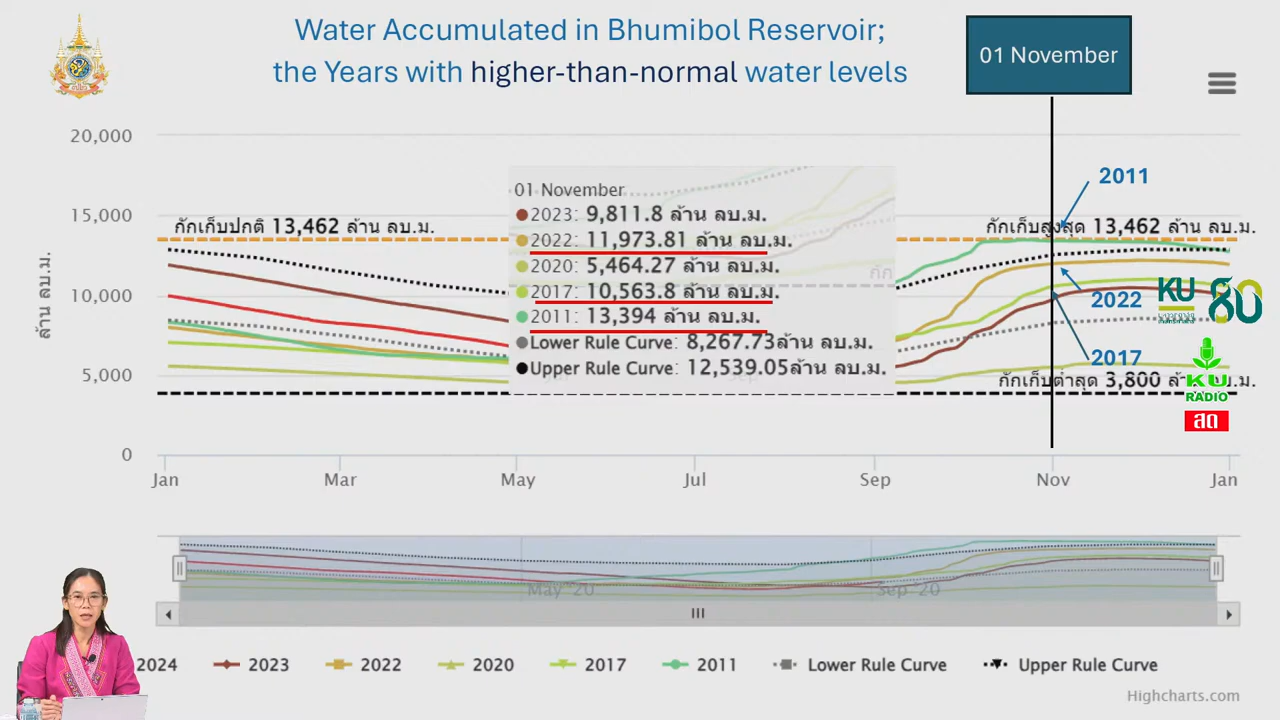 Water Accumulated in Bhumibol Reservoir;
the Years with higher-than-normal water levels
01 November
20,000
15,000
10,000
5,000
0
ล้าน ลบ.ม.
กักเก็บปกติ 13,462 ล้าน ลบ.ม.
กักเก็บสูงสุด 13,462 ล้าน ลบ.ม.
01 November
2023: 9,811.8 ล้าน ลบ.ม.
2022: 11,973.81 ล้าน ลบ.ม.
2020: 5,464.27 ล้าน ลบ.ม.
2017: 10,563.8 ล้าน ลบ.ม.
2011: 13,394 ล้าน ลบ.ม.
Lower Rule Curve: 8,267.73ล้าน ลบ.ม.
Upper Rule Curve: 12,539.05ล้าน ลบ.ม.
2011
2022
2017
กักเก็บต่ำสุด 3,800 ล้าน ลบ.ม.
KU 80
KU
RADIO
สด
Jan Mar May Jul Sep Nov Jan
May '20 Sep '20
2024 2023 2022 2020 2017 2011 Lower Rule Curve Upper Rule Curve
Highcharts.com